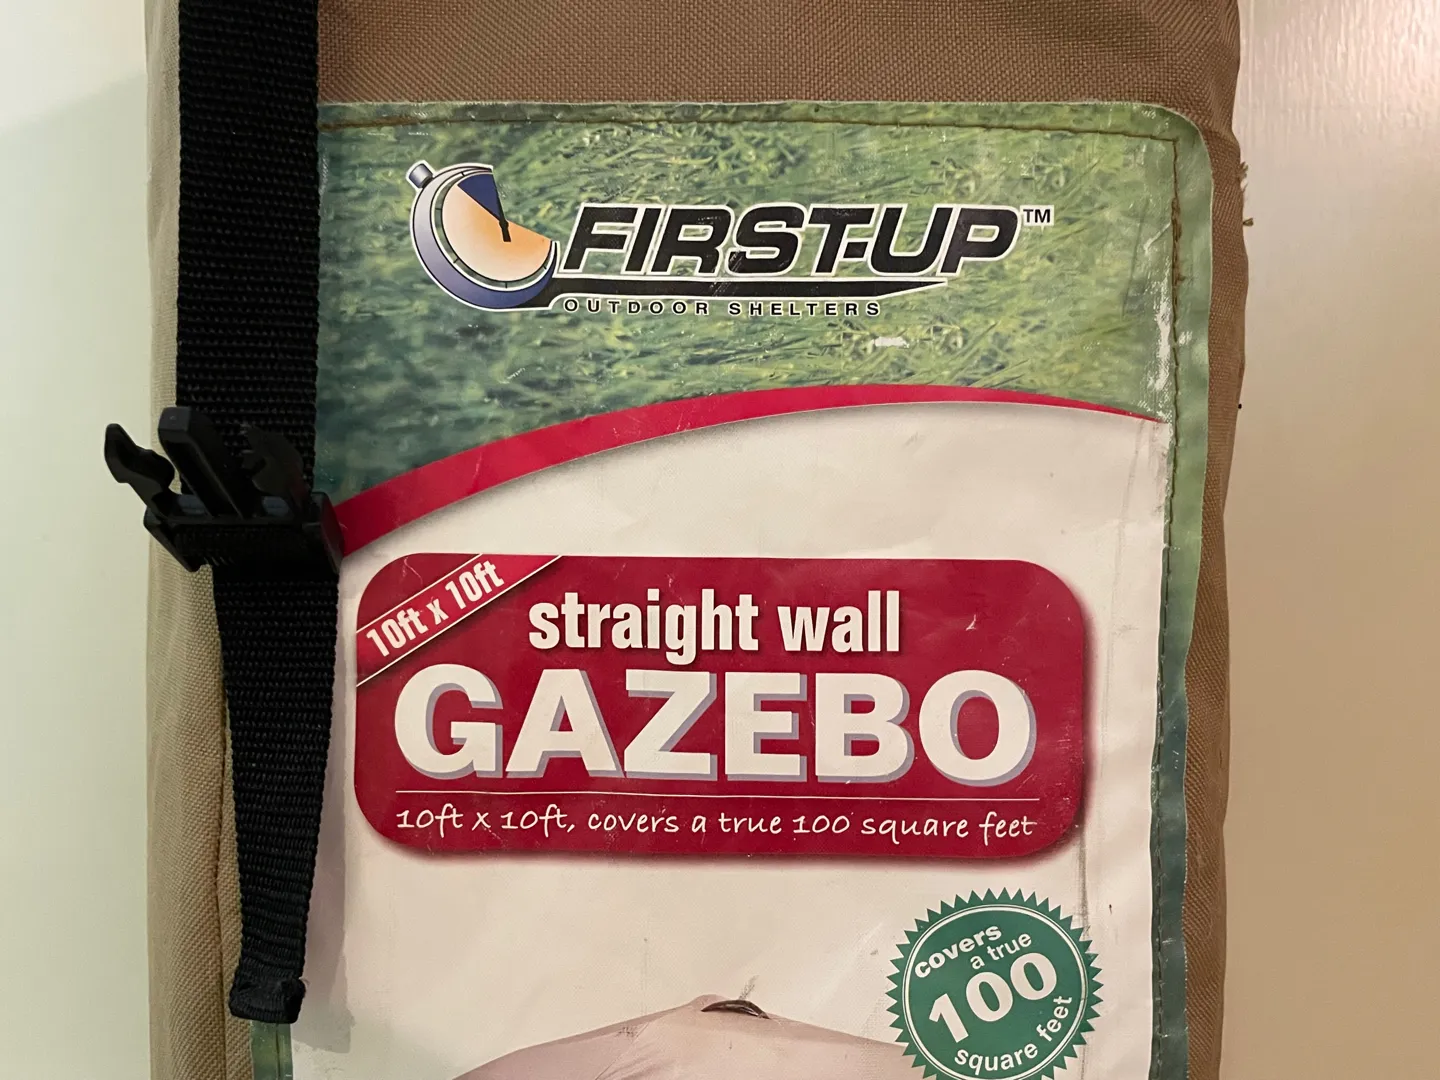 FIRST-UP™
OUTDOOR SHELTERS
10ft x 10ft
straight wall
GAZEBO
10ft x 10ft, covers a true 100 square feet
covers
a true
100
square feet